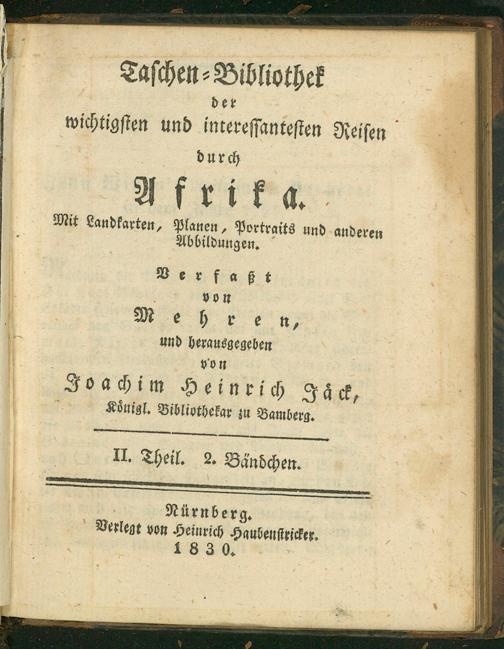 Taschen=Bibliothek
der
wichtigsten und interessantesten Reisen
durch
Afrika.
Mit Landkarten, Planen, Portraits und anderen
Abbildungen.
Verfaßt
von
Mehren,
und herausgegeben
von
Joachim Heinrich Jäck,
Königl. Bibliothekar zu Bamberg.
II. Theil. 2. Bändchen.
Nürnberg.
Verlegt von Heinrich Haubenstricker.
1830.